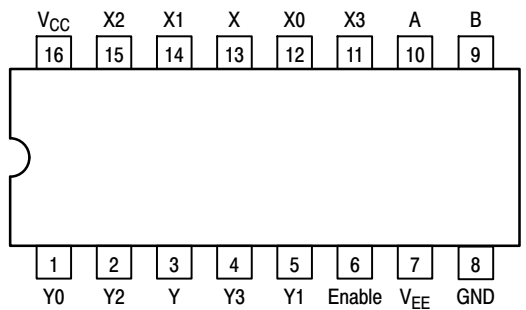 VCC X2 X1 X X0 X3 A B
16 15 14 13 12 11 10 9
1 2 3 4 5 6 7 8
Y0 Y2 Y Y3 Y1 Enable VEE GND